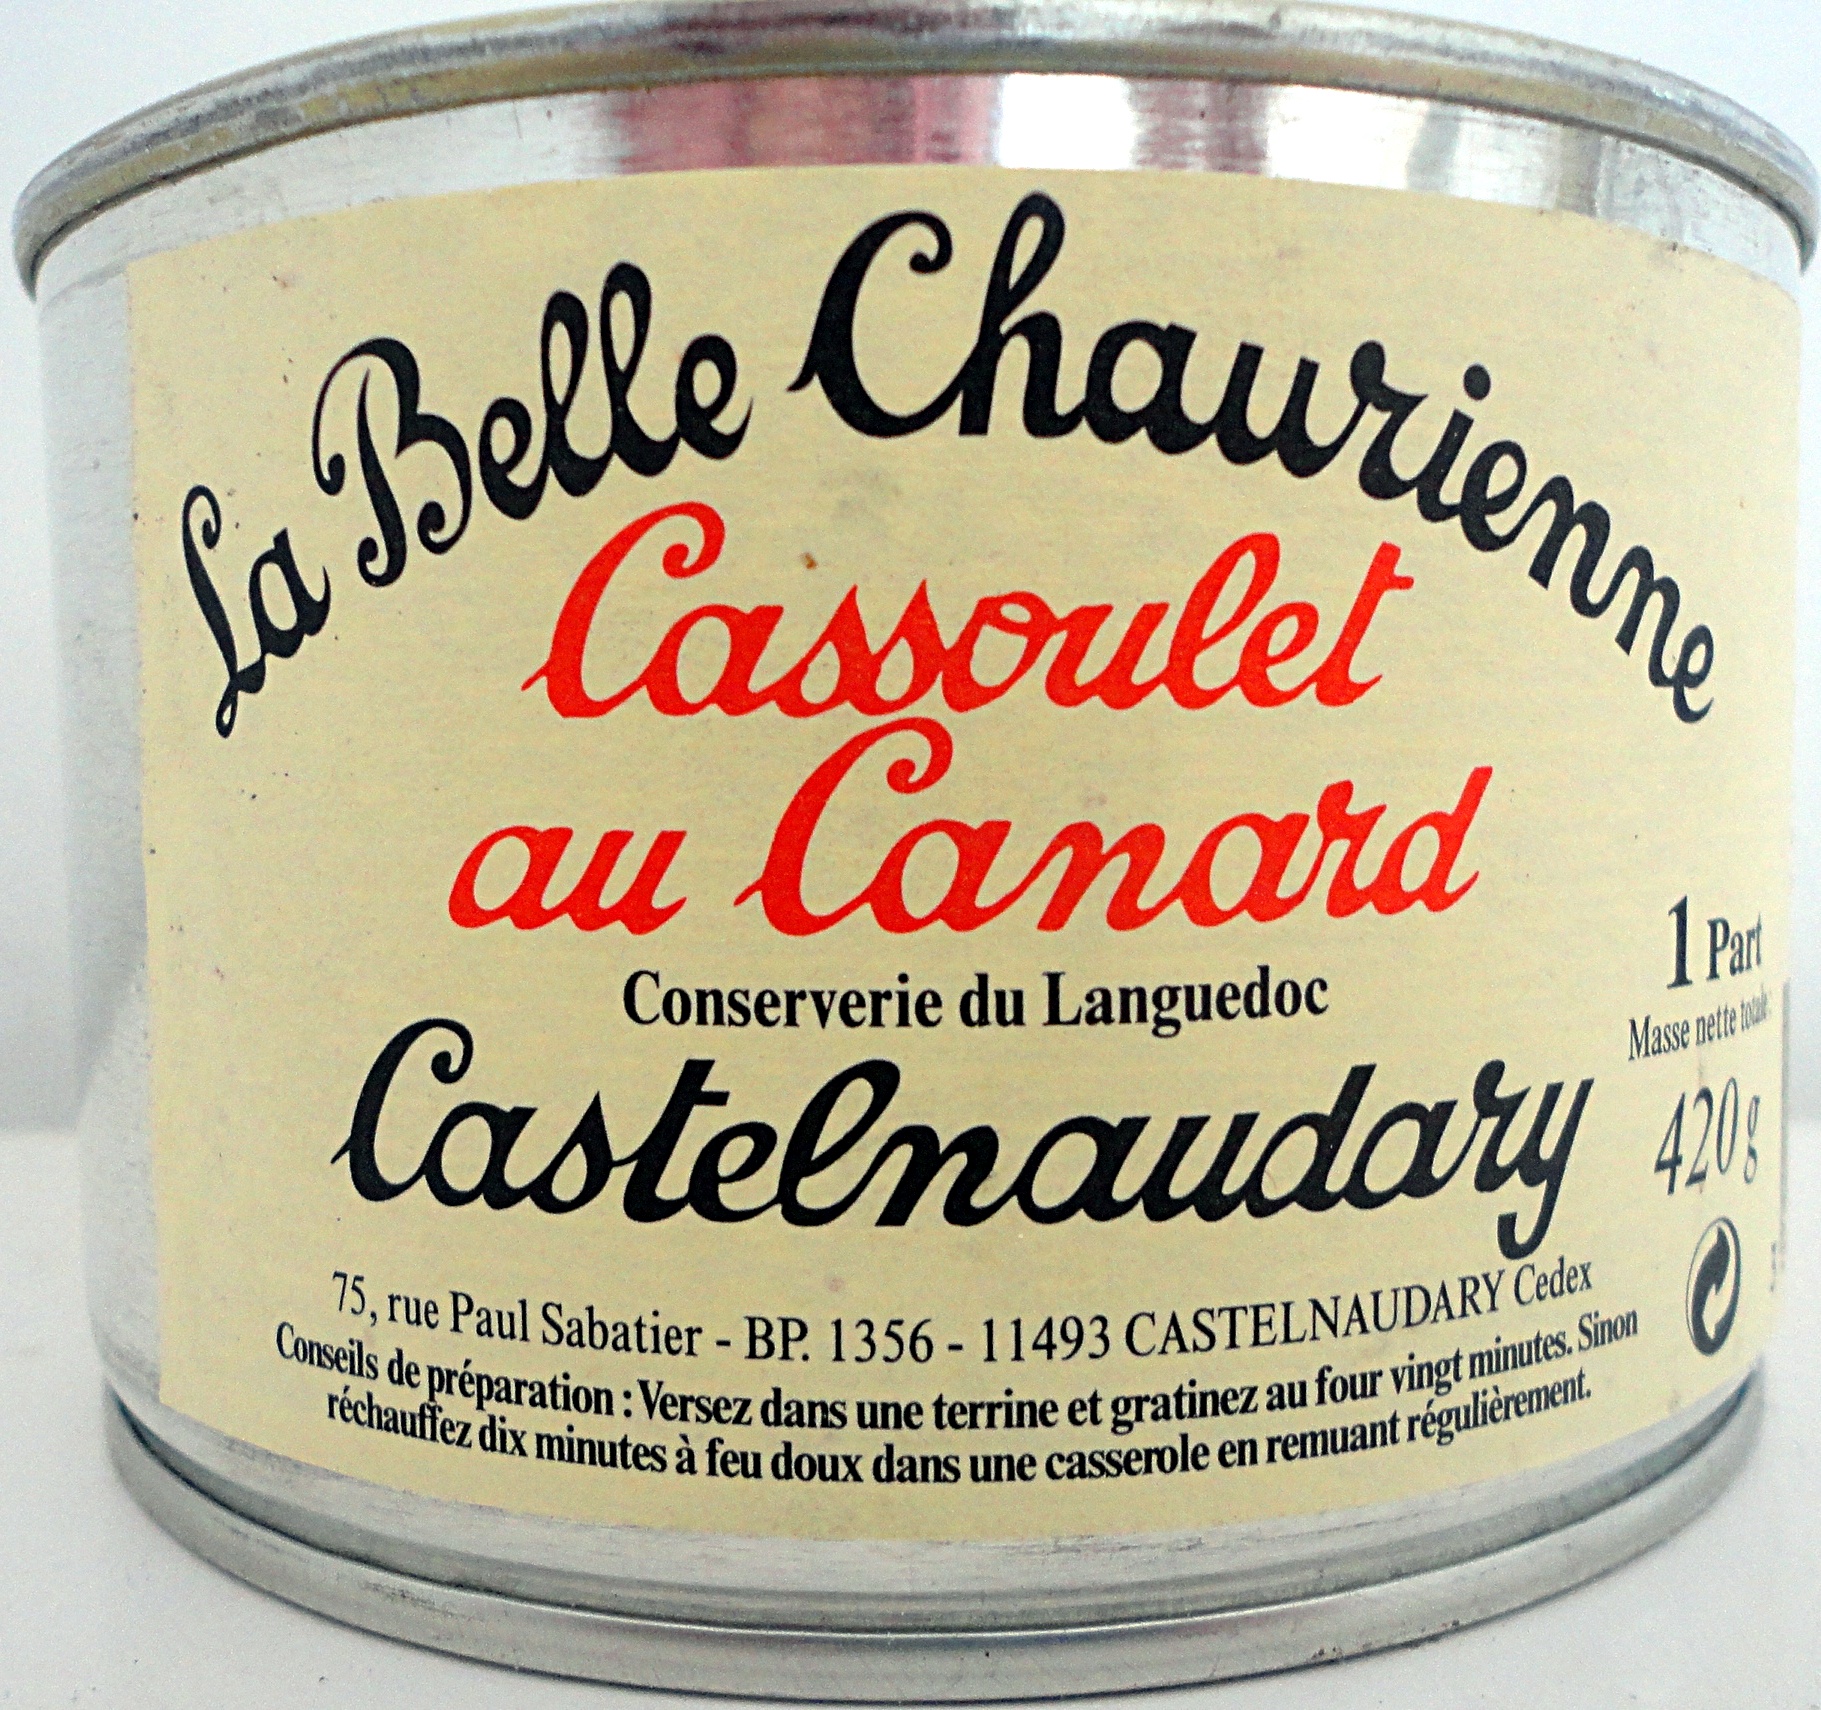 La Belle Chaurienne
Cassoulet
au Canard
Conserverie du Languedoc
Castelnaudary
1 Part
Masse nette totale
420 g
75, rue Paul Sabatier - BP. 1356 - 11493 CASTELNAUDARY Cedex
Conseils de préparation : Versez dans une terrine et gratinez au four vingt minutes. Sinon
réchauffez dix minutes à feu doux dans une casserole en remuant régulièrement.